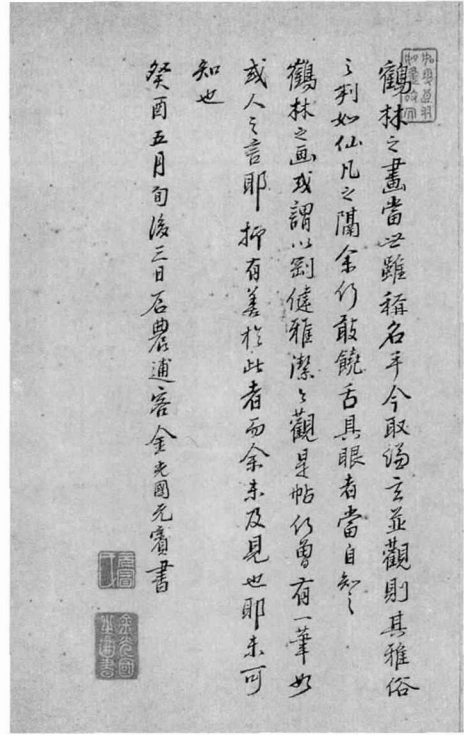 鶴林之畫當世雖稱名手今取謙玄並觀則其雅俗
之判如仙凡之隔余何敢饒舌具眼者當自知之
鶴林之画或謂以剛健雅潔觀是帖何曾有一筆如
或人之言耶抑有善於此者而余未及見也耶未可
知也
癸酉五月旬後三日石農逋客金光國元賓書